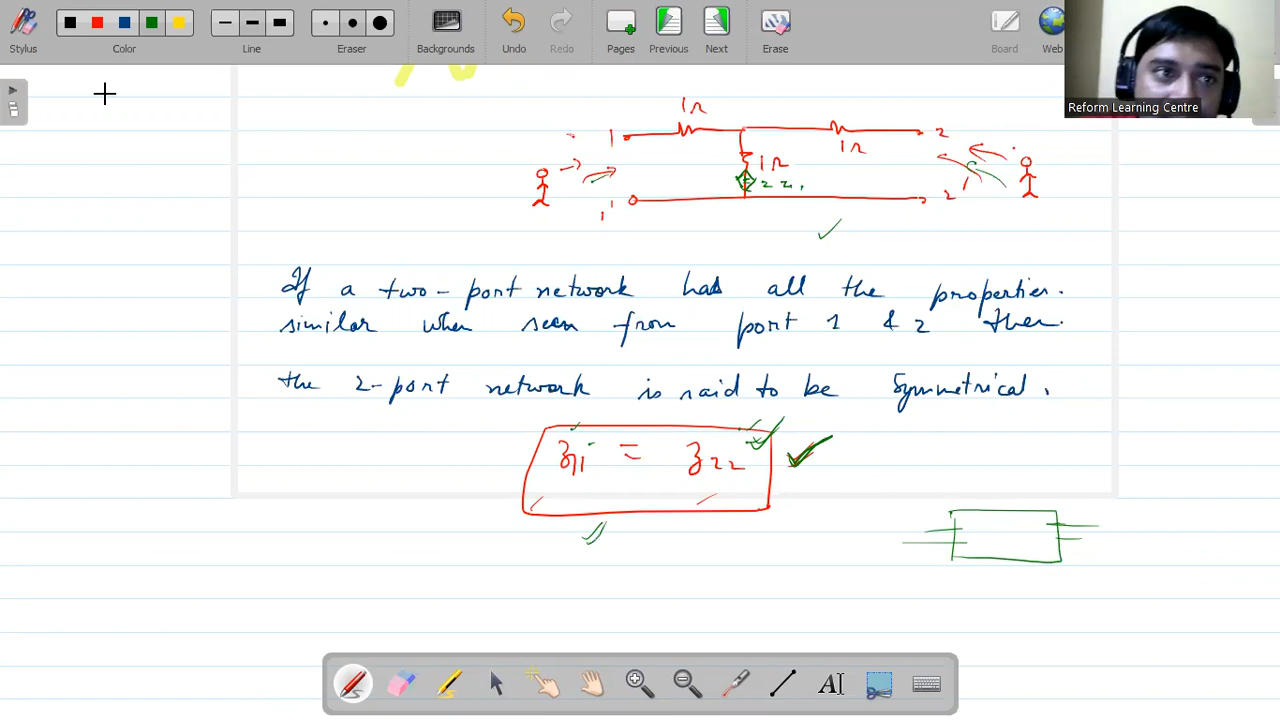 Stylus Color Line Eraser Backgrounds Undo Redo Pages Previous Next Erase Board Web
Reform Learning Centre
1Ω
1 2
1Ω
1Ω
2
1'
If a two-port network has all the properties.
similar when seen from port 1 & 2 then
the 2-port network is said to be Symmetrical.
z11 = z22